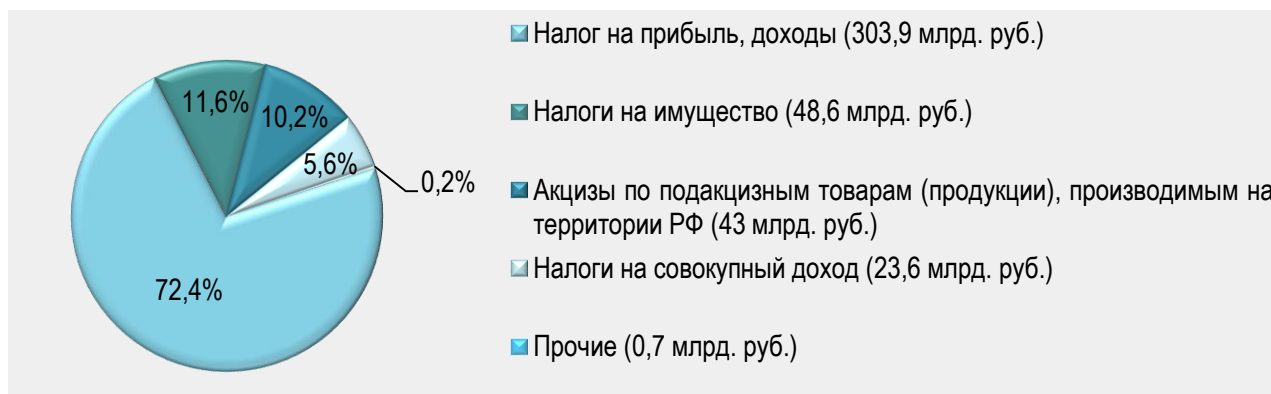 Налог на прибыль, доходы (303,9 млрд. руб.)
11,6%
10,2%
Налоги на имущество (48,6 млрд. руб.)
5,6%
0,2%
Акцизы по подакцизным товарам (продукции), производимым на
территории РФ (43 млрд. руб.)
72,4%
Налоги на совокупный доход (23,6 млрд. руб.)
Прочие (0,7 млрд. руб.)